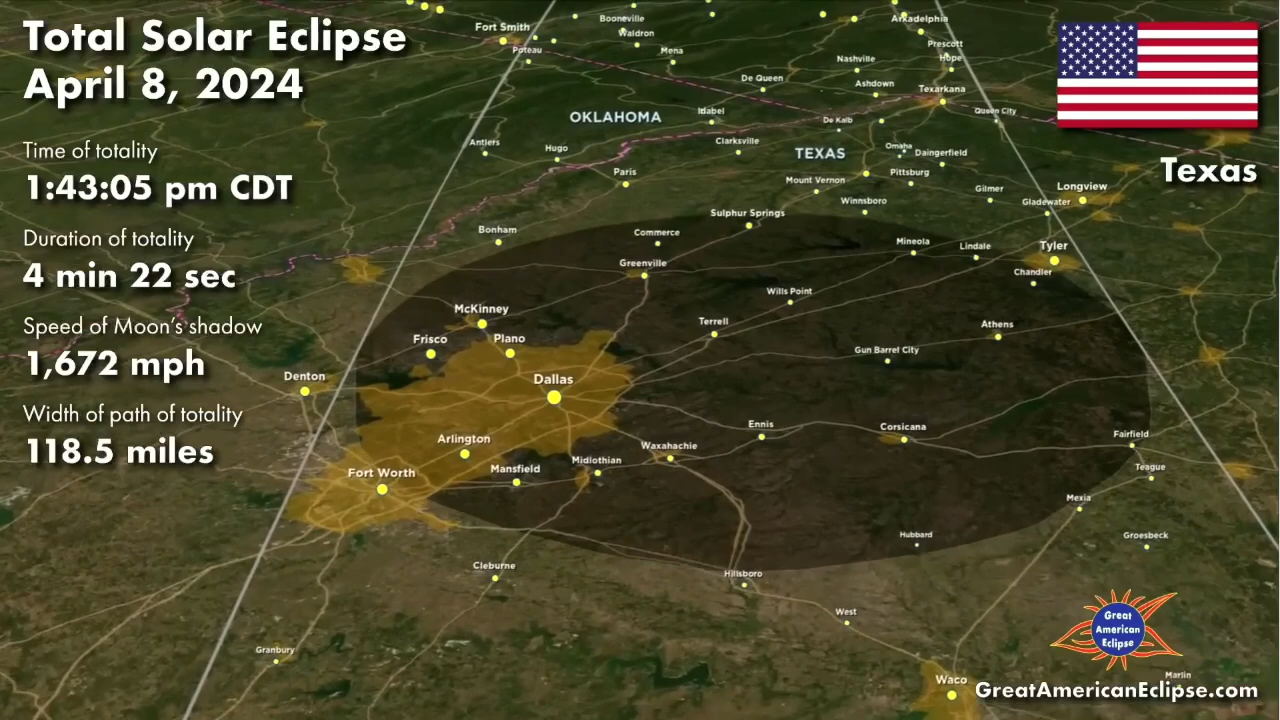 Total Solar Eclipse
April 8, 2024
Time of totality
1:43:05 pm CDT
Duration of totality
4 min 22 sec
Speed of Moon's shadow
1,672 mph
Width of path of totality
118.5 miles
Texas
Fort Smith
Booneville
Waldron
Arkadelphia
Poteau
Mena
Prescott
Nashville
Hope
De Queen
Ashdown
Texarkana
OKLAHOMA
Idabel
De Kalb
Queen City
Antlers
Hugo
Clarksville
TEXAS
Omaha
Daingerfield
Paris
Mount Vernon
Pittsburg
Gilmer
Longview
Winnsboro
Gladewater
Sulphur Springs
Bonham
Commerce
Mineola
Lindale
Tyler
Greenville
Chandler
Wills Point
McKinney
Frisco
Plano
Terrell
Athens
Gun Barrel City
Denton
Dallas
Arlington
Ennis
Corsicana
Waxahachie
Fairfield
Fort Worth
Mansfield
Midlothian
Teague
Mexia
Hubbard
Groesbeck
Cleburne
Hillsboro
West
Granbury
Waco
Marlin
Great
American
Eclipse
GreatAmericanEclipse.com